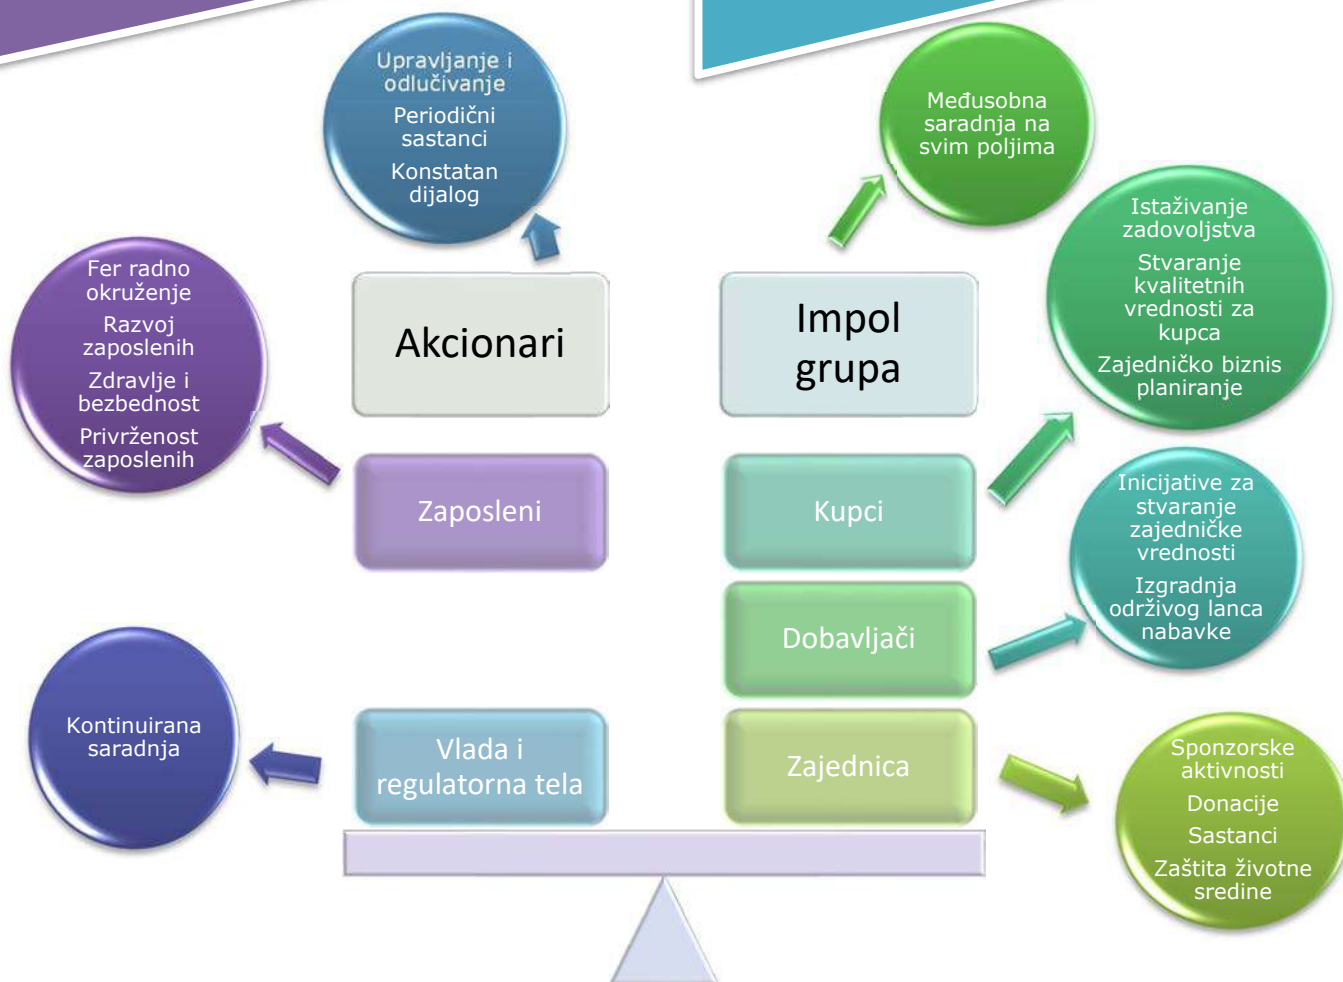 Upravljanje i
odlučivanje
Periodični
sastanci
Konstatan
dijalog
Međusobna
saradnja na
svim poljima
Istaživanje
zadovoljstva
Stvaranje
kvalitetnih
vrednosti za
kupca
Zajedničko biznis
planiranje
Fer radno
okruženje
Razvoj
zaposlenih
Zdravlje i
bezbednost
Privrženost
zaposlenih
Akcionari
Impol
grupa
Zaposleni
Kupci
Inicijative za
stvaranje
zajedničke
vrednosti
Izgradnja
održivog lanca
nabavke
Dobavljači
Kontinuirana
saradnja
Vlada i
regulatorna tela
Zajednica
Sponzorske
aktivnosti
Donacije
Sastanci
Zaštita životne
sredine